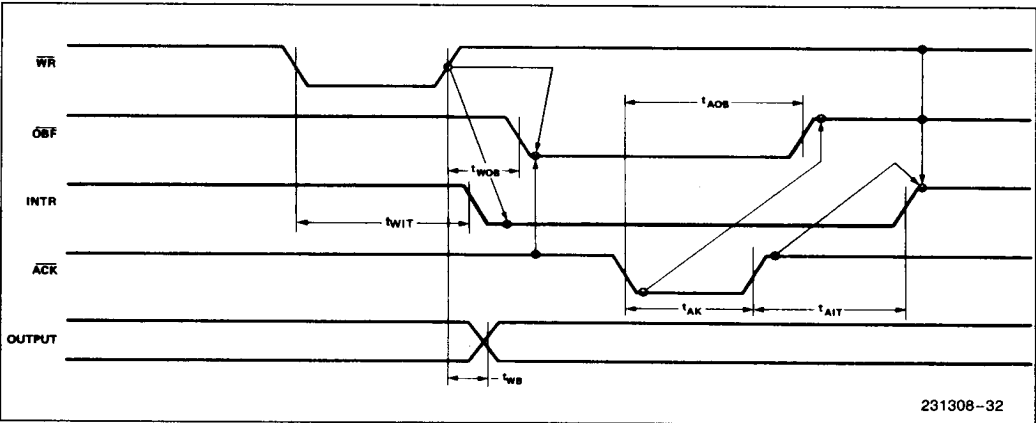 WR
tAOB
OBF
tWOB
INTR
tWIT
ACK
tAK
tAIT
OUTPUT
tWB
231308–32